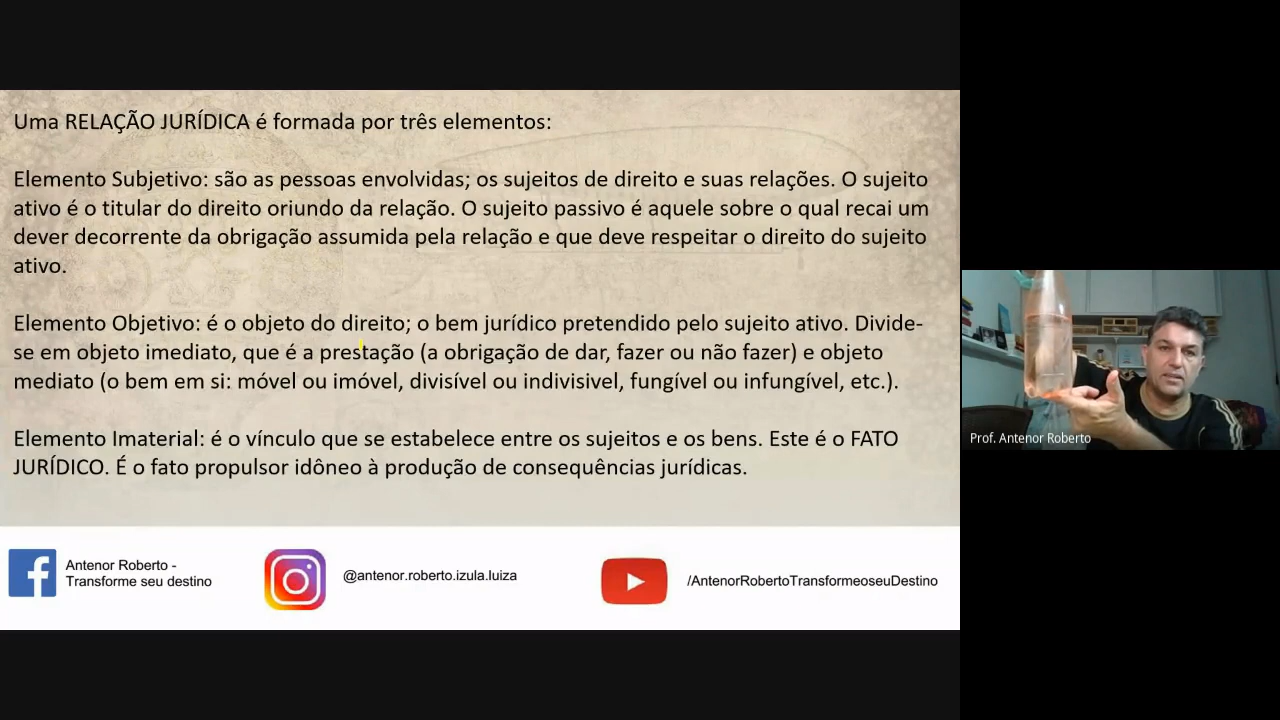 Uma RELAÇÃO JURÍDICA é formada por três elementos:
Elemento Subjetivo: são as pessoas envolvidas; os sujeitos de direito e suas relações. O sujeito
ativo é o titular do direito oriundo da relação. O sujeito passivo é aquele sobre o qual recai um
dever decorrente da obrigação assumida pela relação e que deve respeitar o direito do sujeito
ativo.
Elemento Objetivo: é o objeto do direito; o bem jurídico pretendido pelo sujeito ativo. Divide-
se em objeto imediato, que é a prestação (a obrigação de dar, fazer ou não fazer) e objeto
mediato (o bem em si: móvel ou imóvel, divisível ou indivisivel, fungível ou infungível, etc.).
Elemento Imaterial: é o vínculo que se estabelece entre os sujeitos e os bens. Este é o FATO
JURÍDICO. É o fato propulsor idôneo à produção de consequências jurídicas.
Antenor Roberto -
Transforme seu destino
@antenor.roberto.izula.luiza
/AntenorRobertoTransformeoseuDestino
Prof. Antenor Roberto